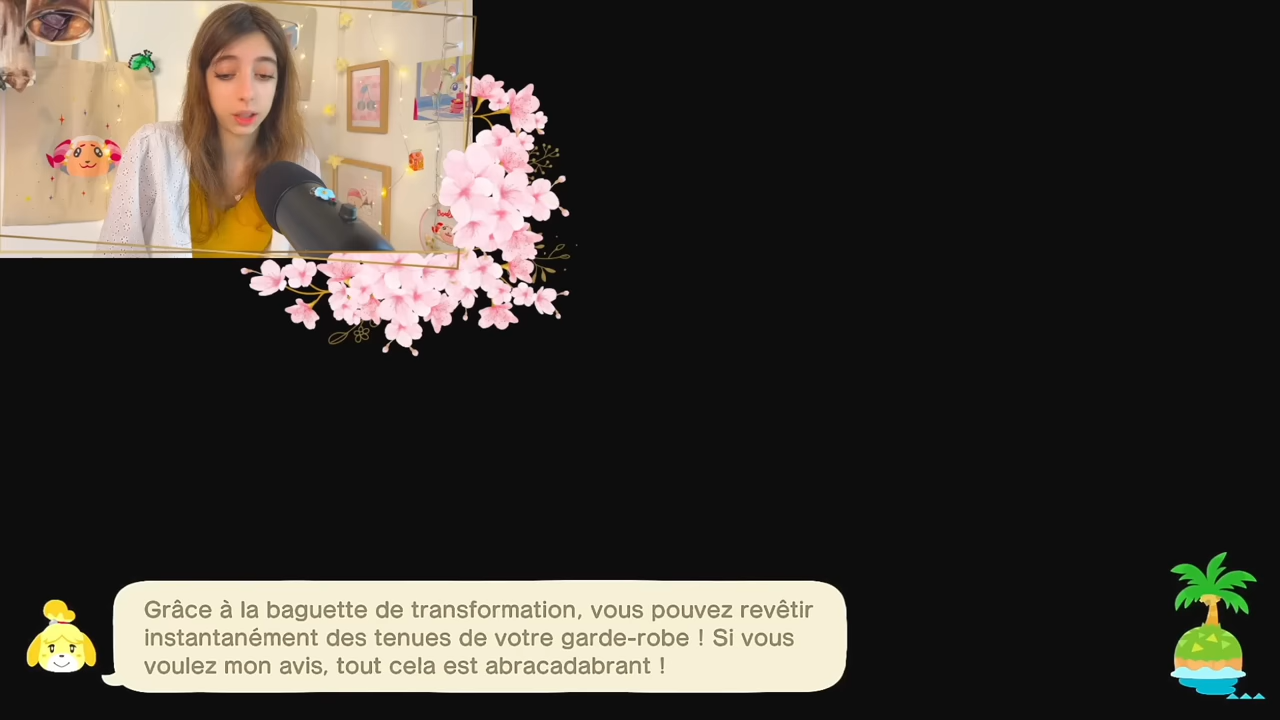 Grâce à la baguette de transformation, vous pouvez revêtir
instantanément des tenues de votre garde-robe ! Si vous
voulez mon avis, tout cela est abracadabrant !